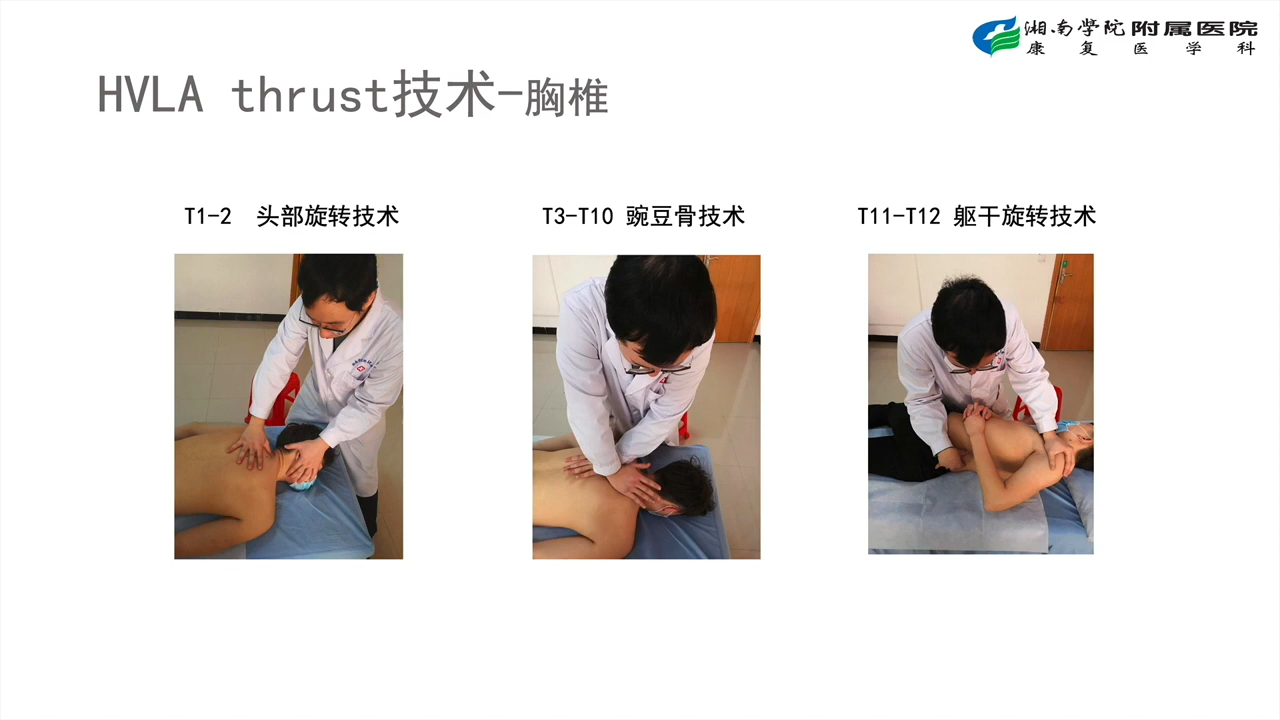 湘南学院附属医院
康复医学科
HVLA thrust技术-胸椎
T1-2 头部旋转技术
T3-T10 豌豆骨技术
T11-T12 躯干旋转技术